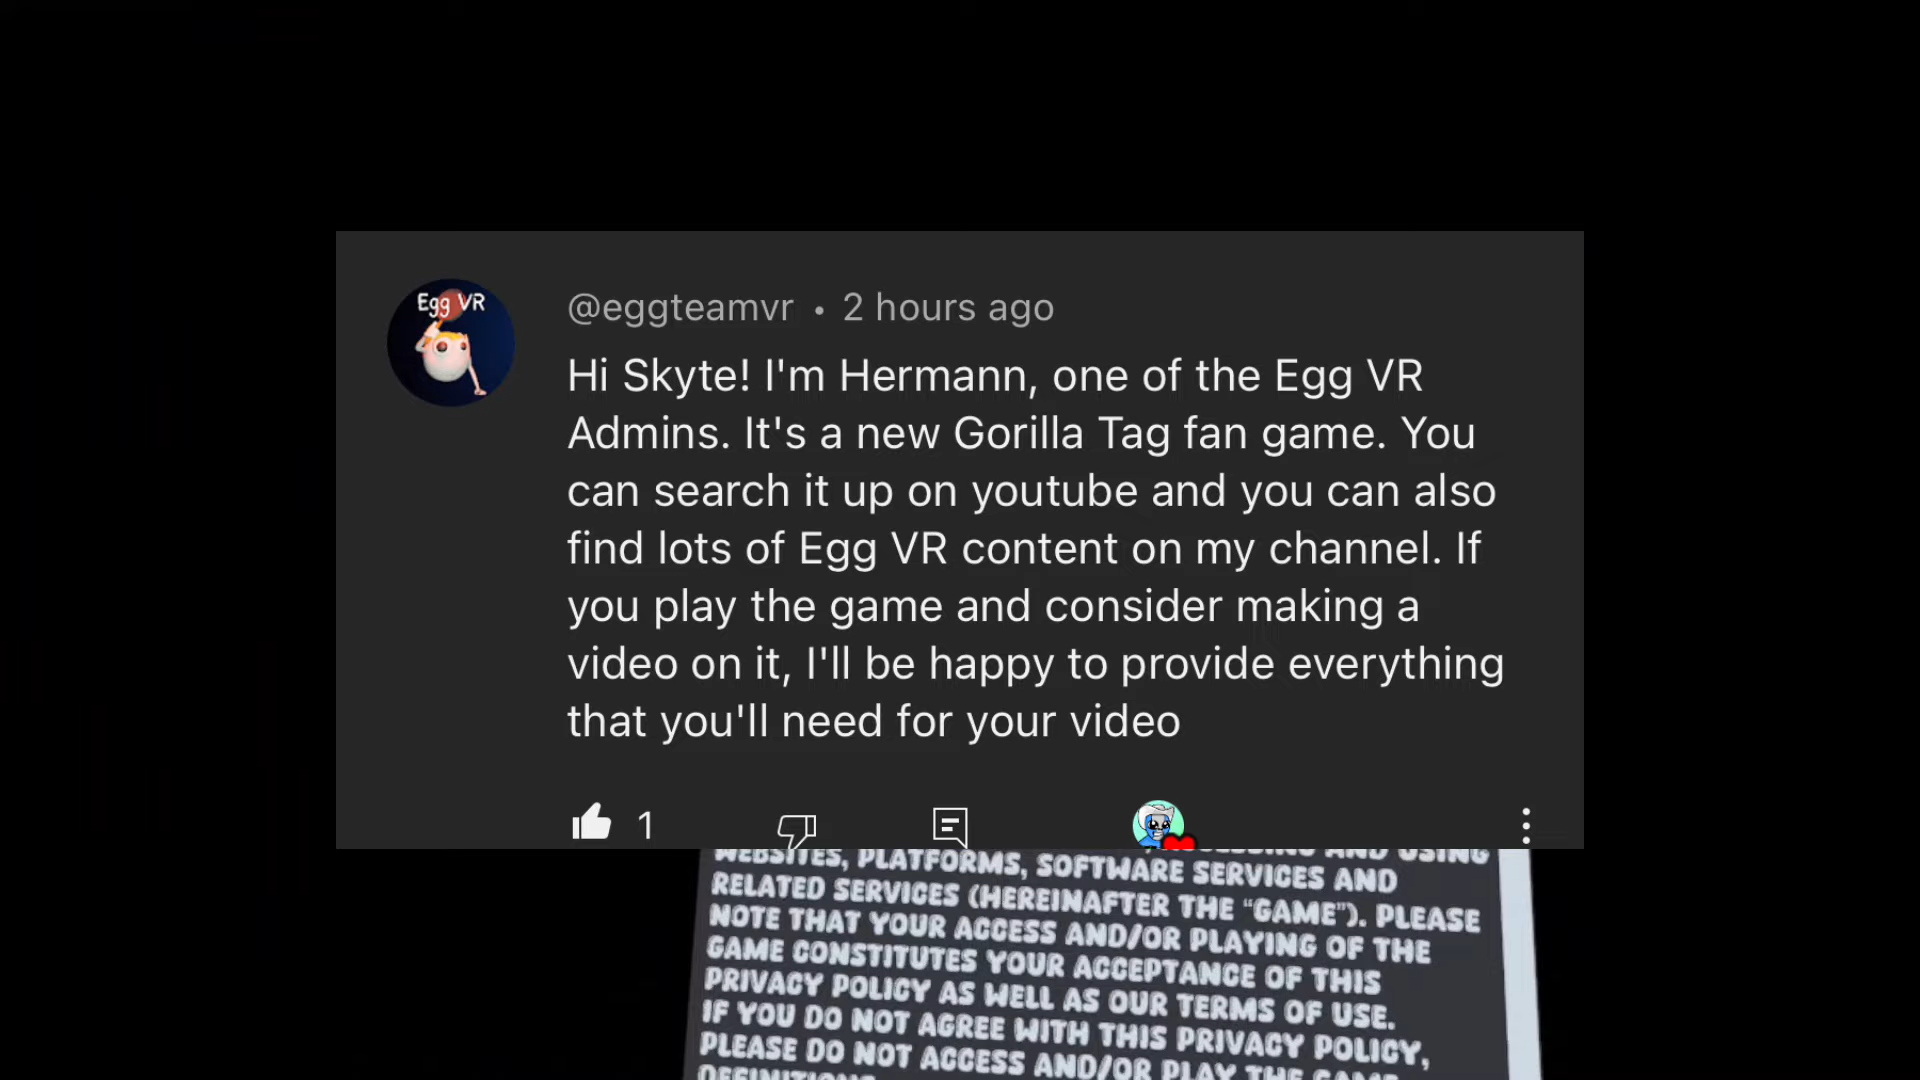 Egg VR
@eggteamvr • 2 hours ago
Hi Skyte! I'm Hermann, one of the Egg VR
Admins. It's a new Gorilla Tag fan game. You
can search it up on youtube and you can also
find lots of Egg VR content on my channel. If
you play the game and consider making a
video on it, I'll be happy to provide everything
that you'll need for your video
1
AND USING
WEBSITES, PLATFORMS, SOFTWARE SERVICES AND
RELATED SERVICES (HEREINAFTER THE “GAME”). PLEASE
NOTE THAT YOUR ACCESS AND/OR PLAYING OF THE
GAME CONSTITUTES YOUR ACCEPTANCE OF THIS
PRIVACY POLICY AS WELL AS OUR TERMS OF USE.
IF YOU DO NOT AGREE WITH THIS PRIVACY POLICY,
PLEASE DO NOT ACCESS AND/OR PLAY THE GAME